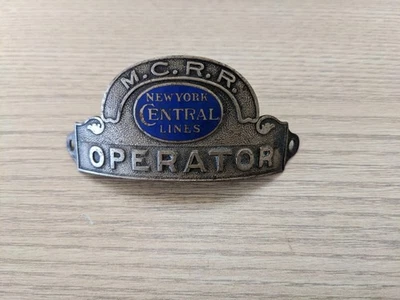 M.C.R.R.
NEW YORK
CENTRAL
LINES
OPERATOR